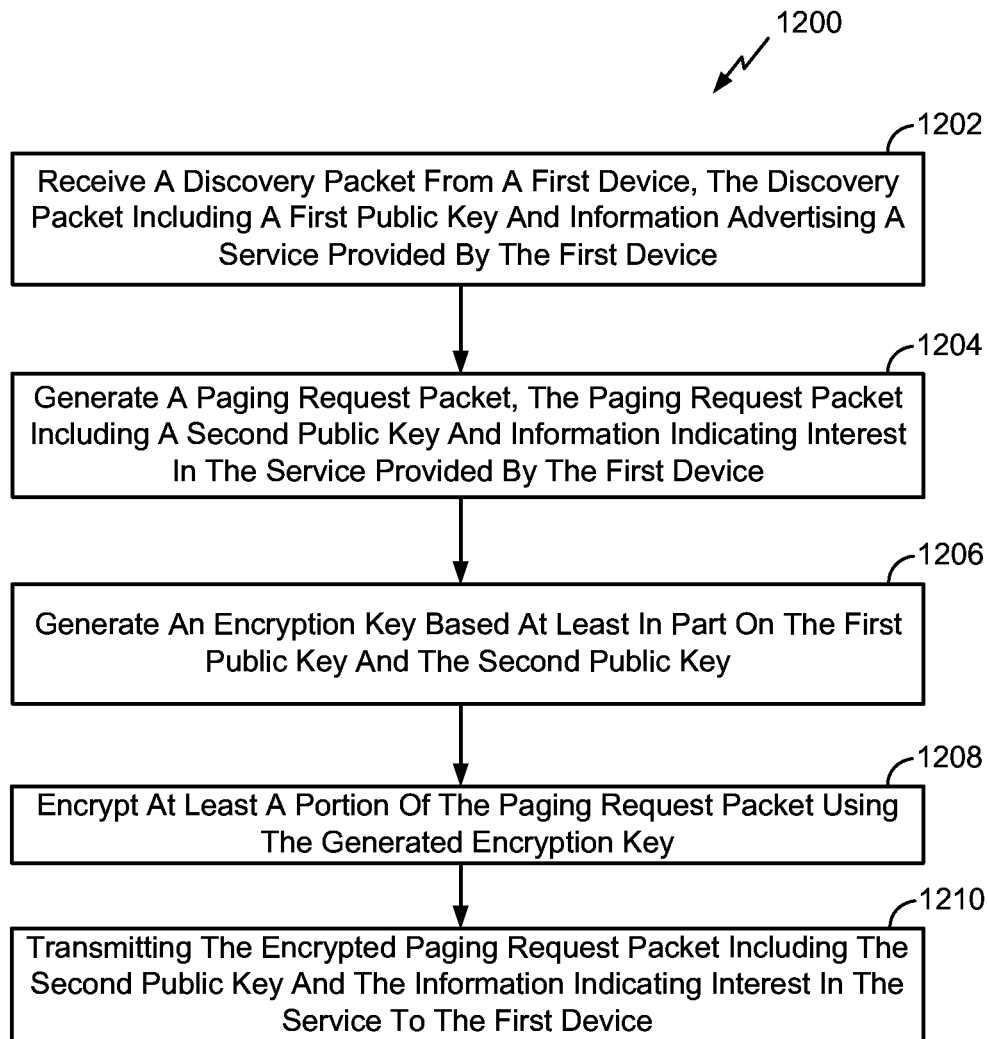 1200
1202
Receive A Discovery Packet From A First Device, The Discovery
Packet Including A First Public Key And Information Advertising A
Service Provided By The First Device
1204
Generate A Paging Request Packet, The Paging Request Packet
Including A Second Public Key And Information Indicating Interest
In The Service Provided By The First Device
1206
Generate An Encryption Key Based At Least In Part On The First
Public Key And The Second Public Key
1208
Encrypt At Least A Portion Of The Paging Request Packet Using
The Generated Encryption Key
1210
Transmitting The Encrypted Paging Request Packet Including The
Second Public Key And The Information Indicating Interest In The
Service To The First Device